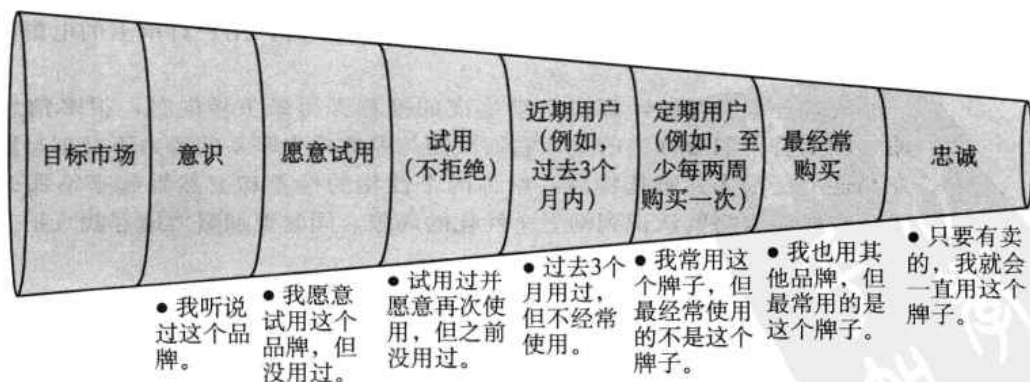 目标市场
意识
愿意试用
试用
(不拒绝)
近期用户
(例如,
过去3个
月内)
定期用户
(例如,至
少每两周
购买一次)
最经常
购买
忠诚
● 我听说
过这个品
牌。
● 我愿意
试用这个
品牌,但
没用过。
● 试用过并
愿意再次使
用,但之前
没用过。
● 过去3个
月用过,
但不经常
使用。
● 我常用这
个牌子,但
最经常使用
的不是这个
牌子。
● 我也用其
他品牌,但
最常用的是
这个牌子。
● 只要有卖
的,我就会
一直用这个
牌子。